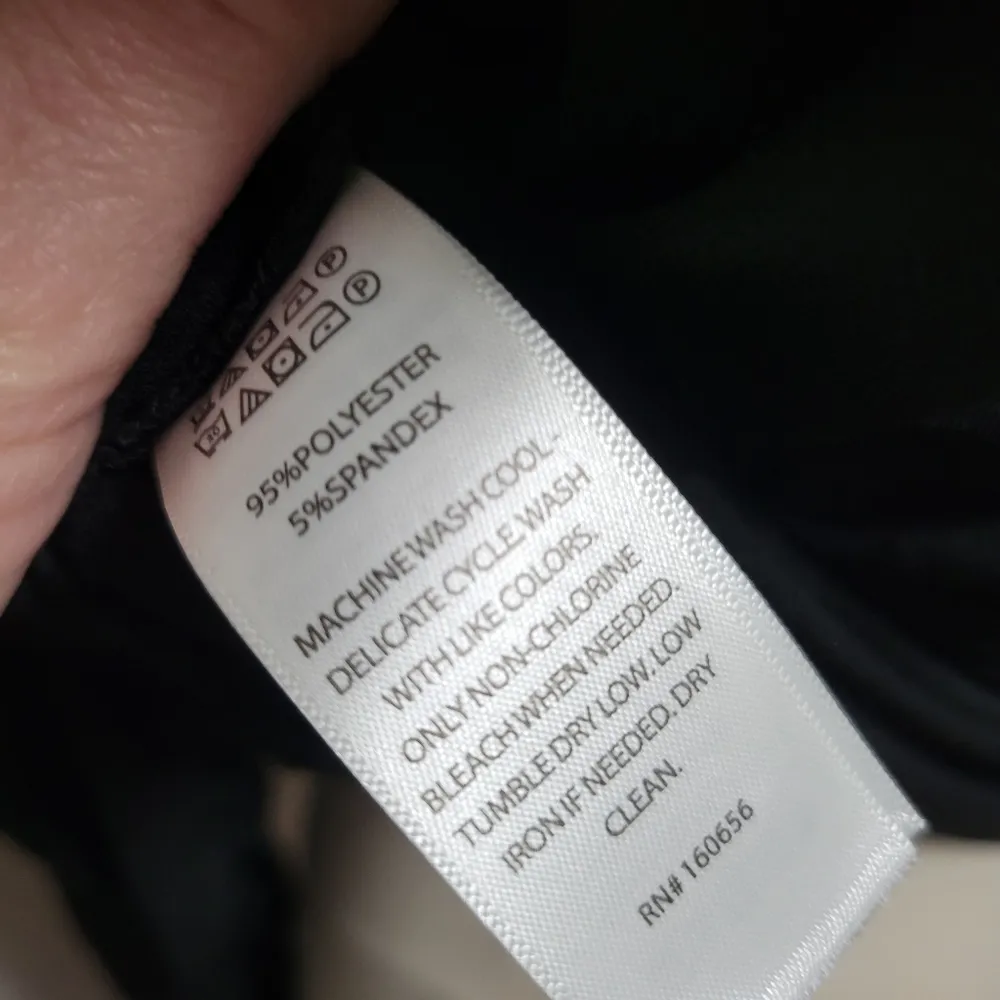 P
P
30
95%POLYESTER
5%SPANDEX
MACHINE WASH COOL -
DELICATE CYCLE WASH
WITH LIKE COLORS.
ONLY NON-CHLORINE
BLEACH WHEN NEEDED.
TUMBLE DRY LOW, LOW
IRON IF NEEDED. DRY
CLEAN.
RN# 160656